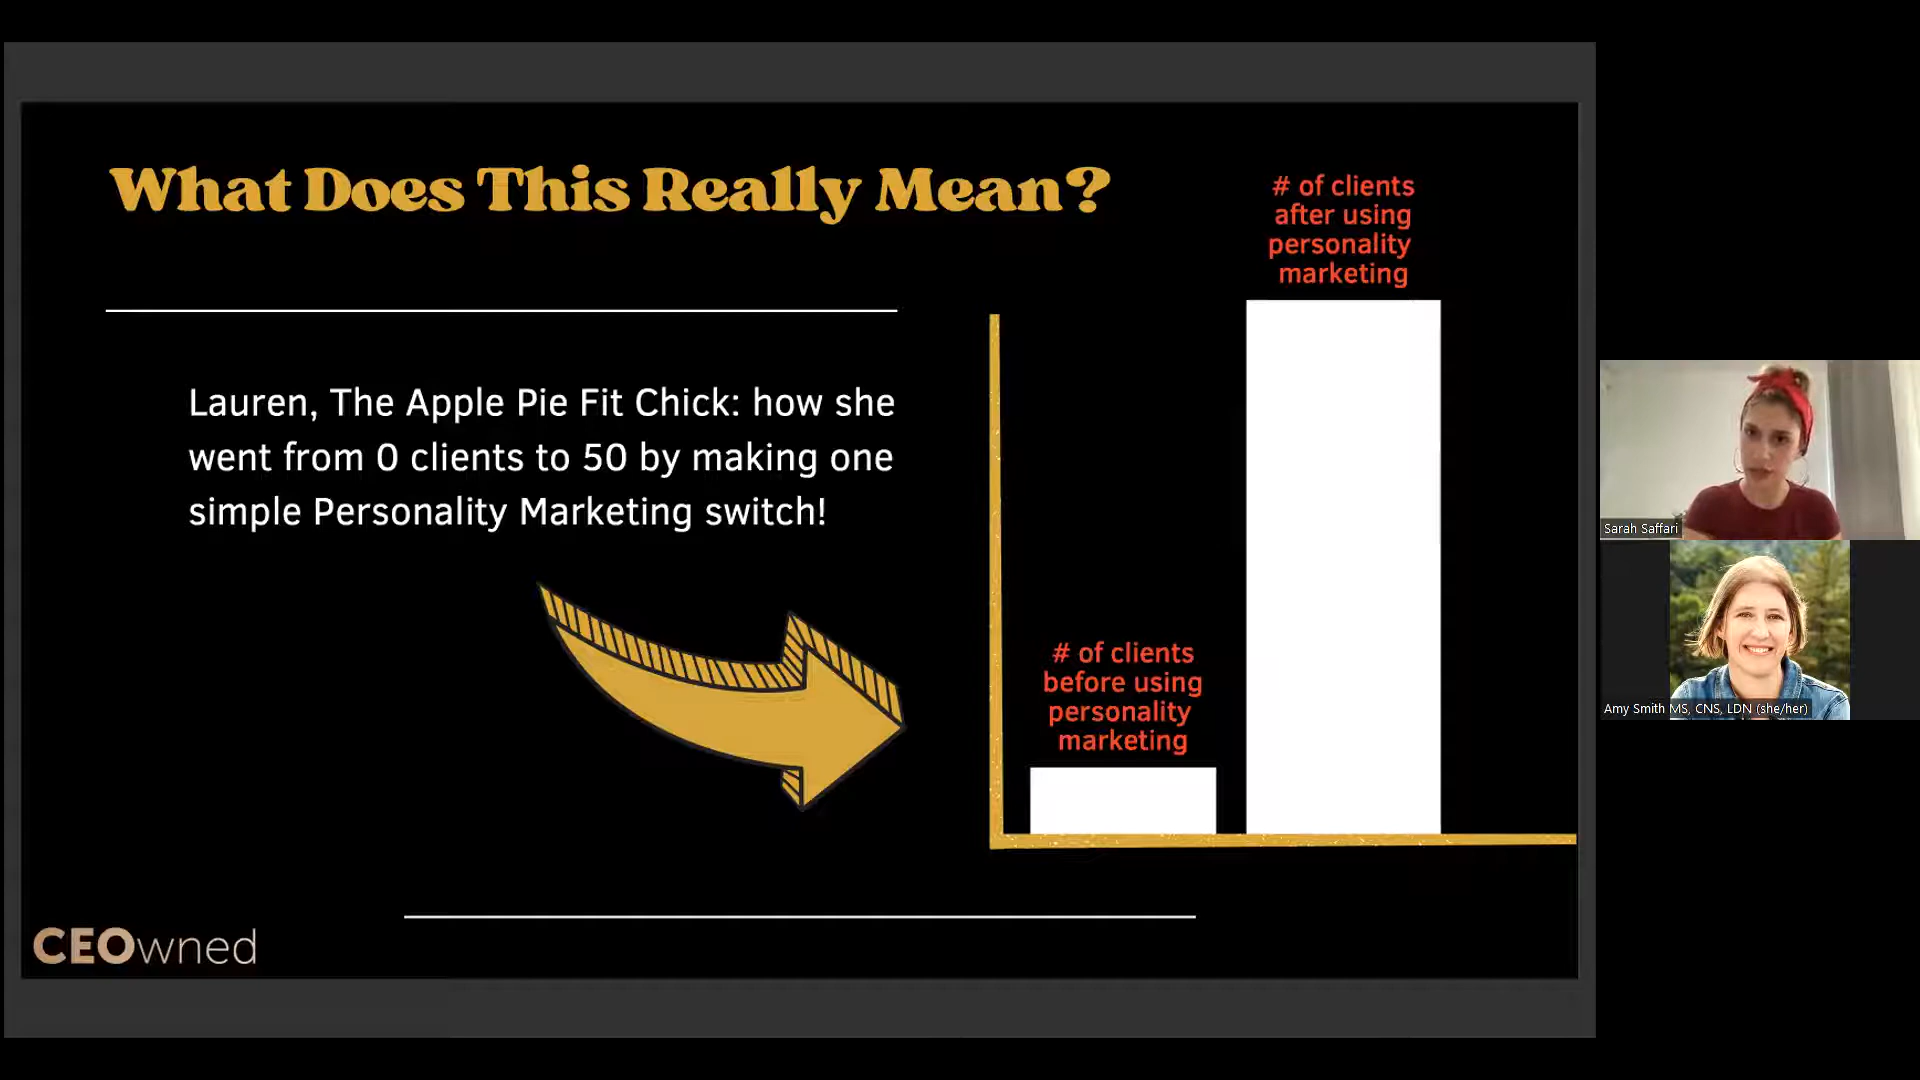 What Does This Really Mean?
# of clients
after using
personality
marketing
Lauren, The Apple Pie Fit Chick: how she
went from 0 clients to 50 by making one
simple Personality Marketing switch!
# of clients
before using
personality
marketing
CEOwned
Sarah Saffari
Amy Smith MS, CNS, LDN (she/her)